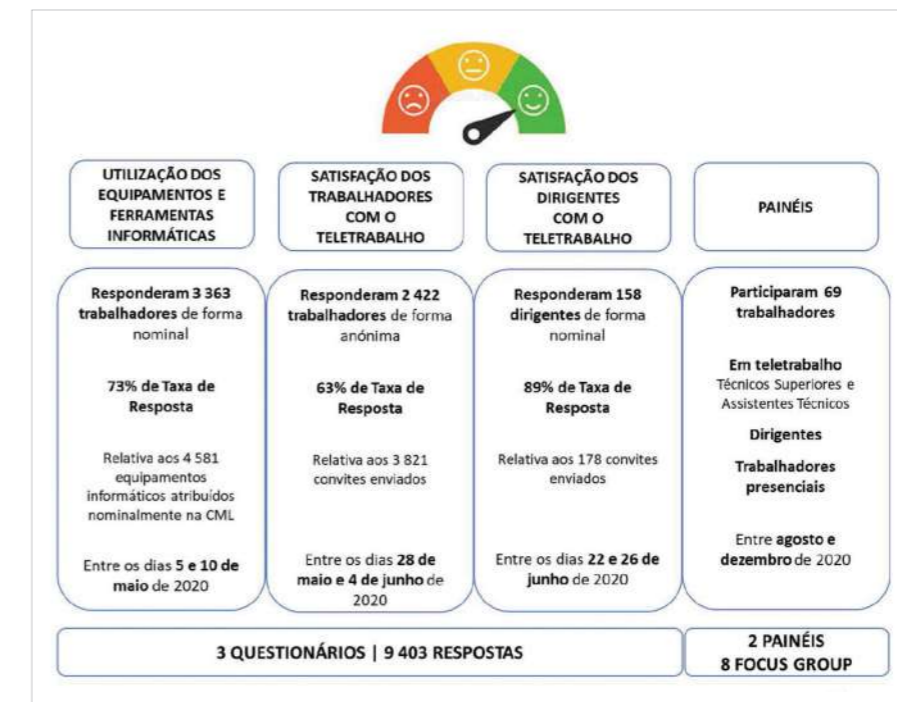 UTILIZAÇÃO DOS
EQUIPAMENTOS E
FERRAMENTAS
INFORMÁTICAS
SATISFAÇÃO DOS
TRABALHADORES
COM O
TELETRABALHO
SATISFAÇÃO DOS
DIRIGENTES
COM O
TELETRABALHO
PAINÉIS
Responderam 3 363
trabalhadores de forma
nominal
73% de Taxa de
Resposta
Relativa aos 4 581
equipamentos
informáticos atribuídos
nominalmente na CML
Entre os dias 5 e 10 de
maio de 2020
Responderam 2 422
trabalhadores de forma
anónima
63% de Taxa de
Resposta
Relativa aos 3 821
convites enviados
Entre os dias 28 de
maio e 4 de junho de
2020
Responderam 158
dirigentes de forma
nominal
89% de Taxa de
Resposta
Relativa aos 178 convites
enviados
Entre os dias 22 e 26 de
junho de 2020
Participaram 69
trabalhadores
Em teletrabalho
Técnicos Superiores e
Assistentes Técnicos
Dirigentes
Trabalhadores
presenciais
Entre agosto e
dezembro de 2020
3 QUESTIONÁRIOS | 9 403 RESPOSTAS
2 PAINÉIS
8 FOCUS GROUP